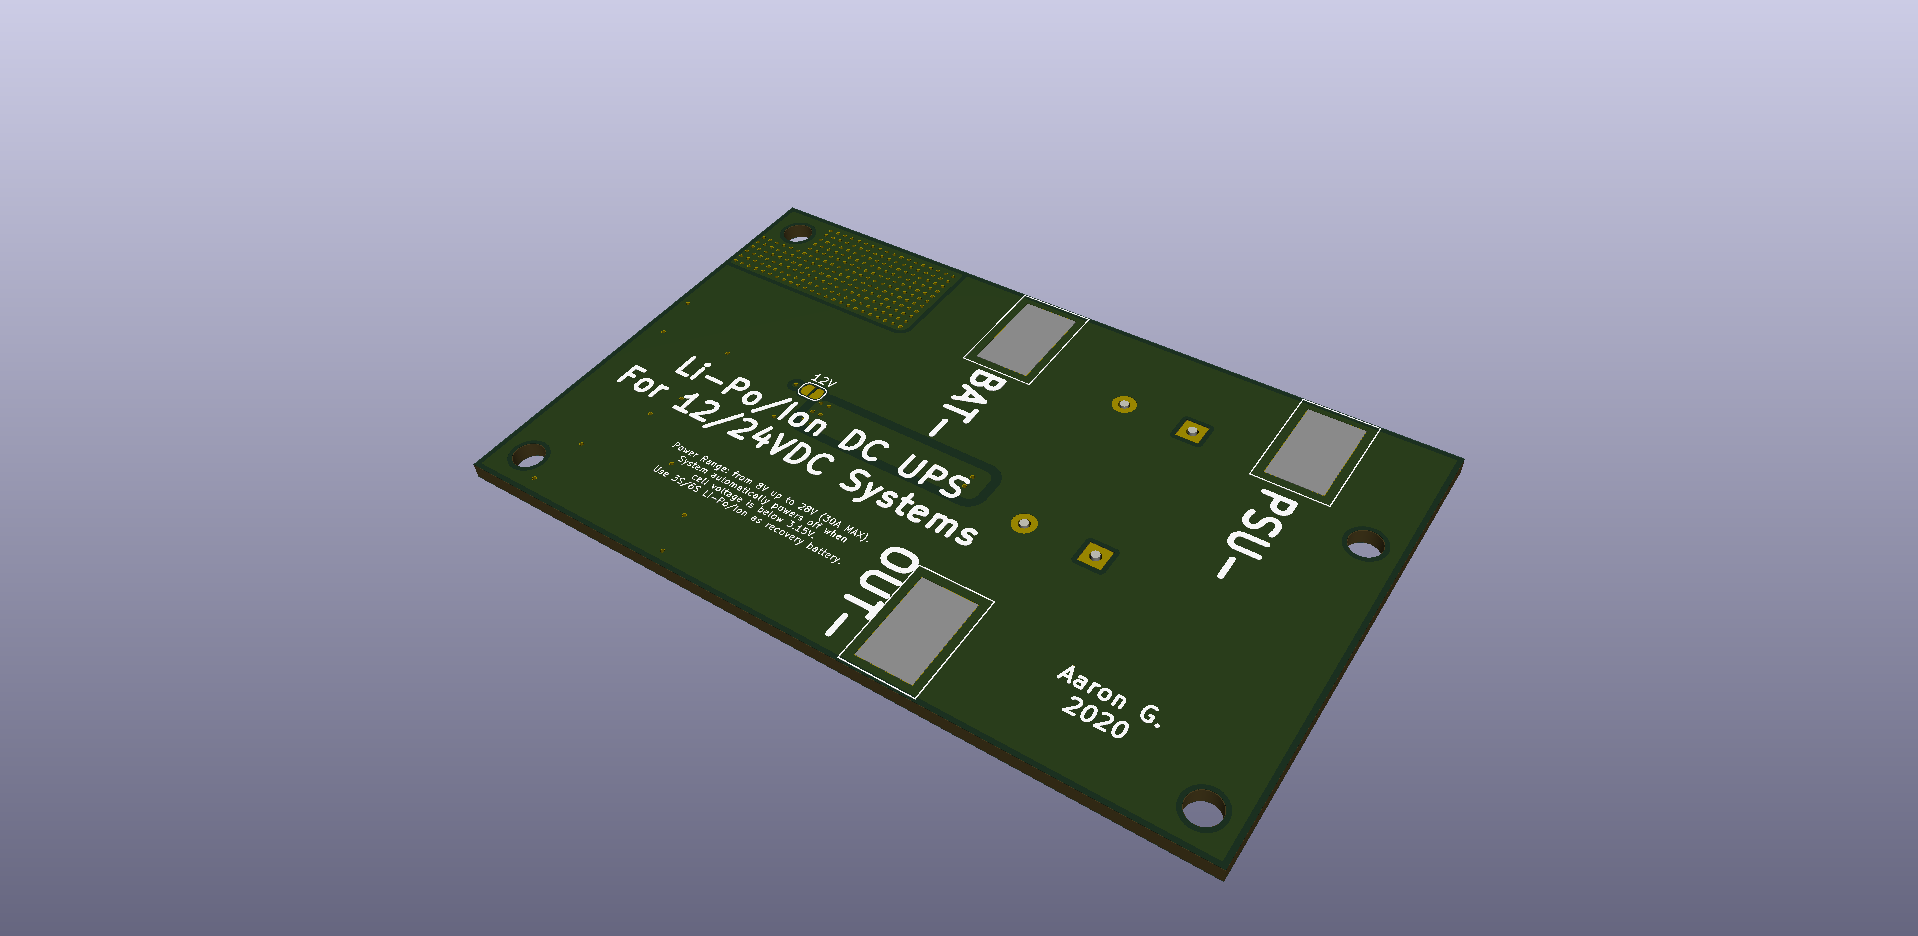 12V
Li-Po/Ion DC UPS
For 12/24VDC Systems
Power Range: from 8V up to 28V (30A MAX).
System automatically powers off when
cell voltage is below 3.15V.
Use 3S/6S Li-Po/Ion as recovery battery.
BAT-
PSU-
OUT-
Aaron G.
2020